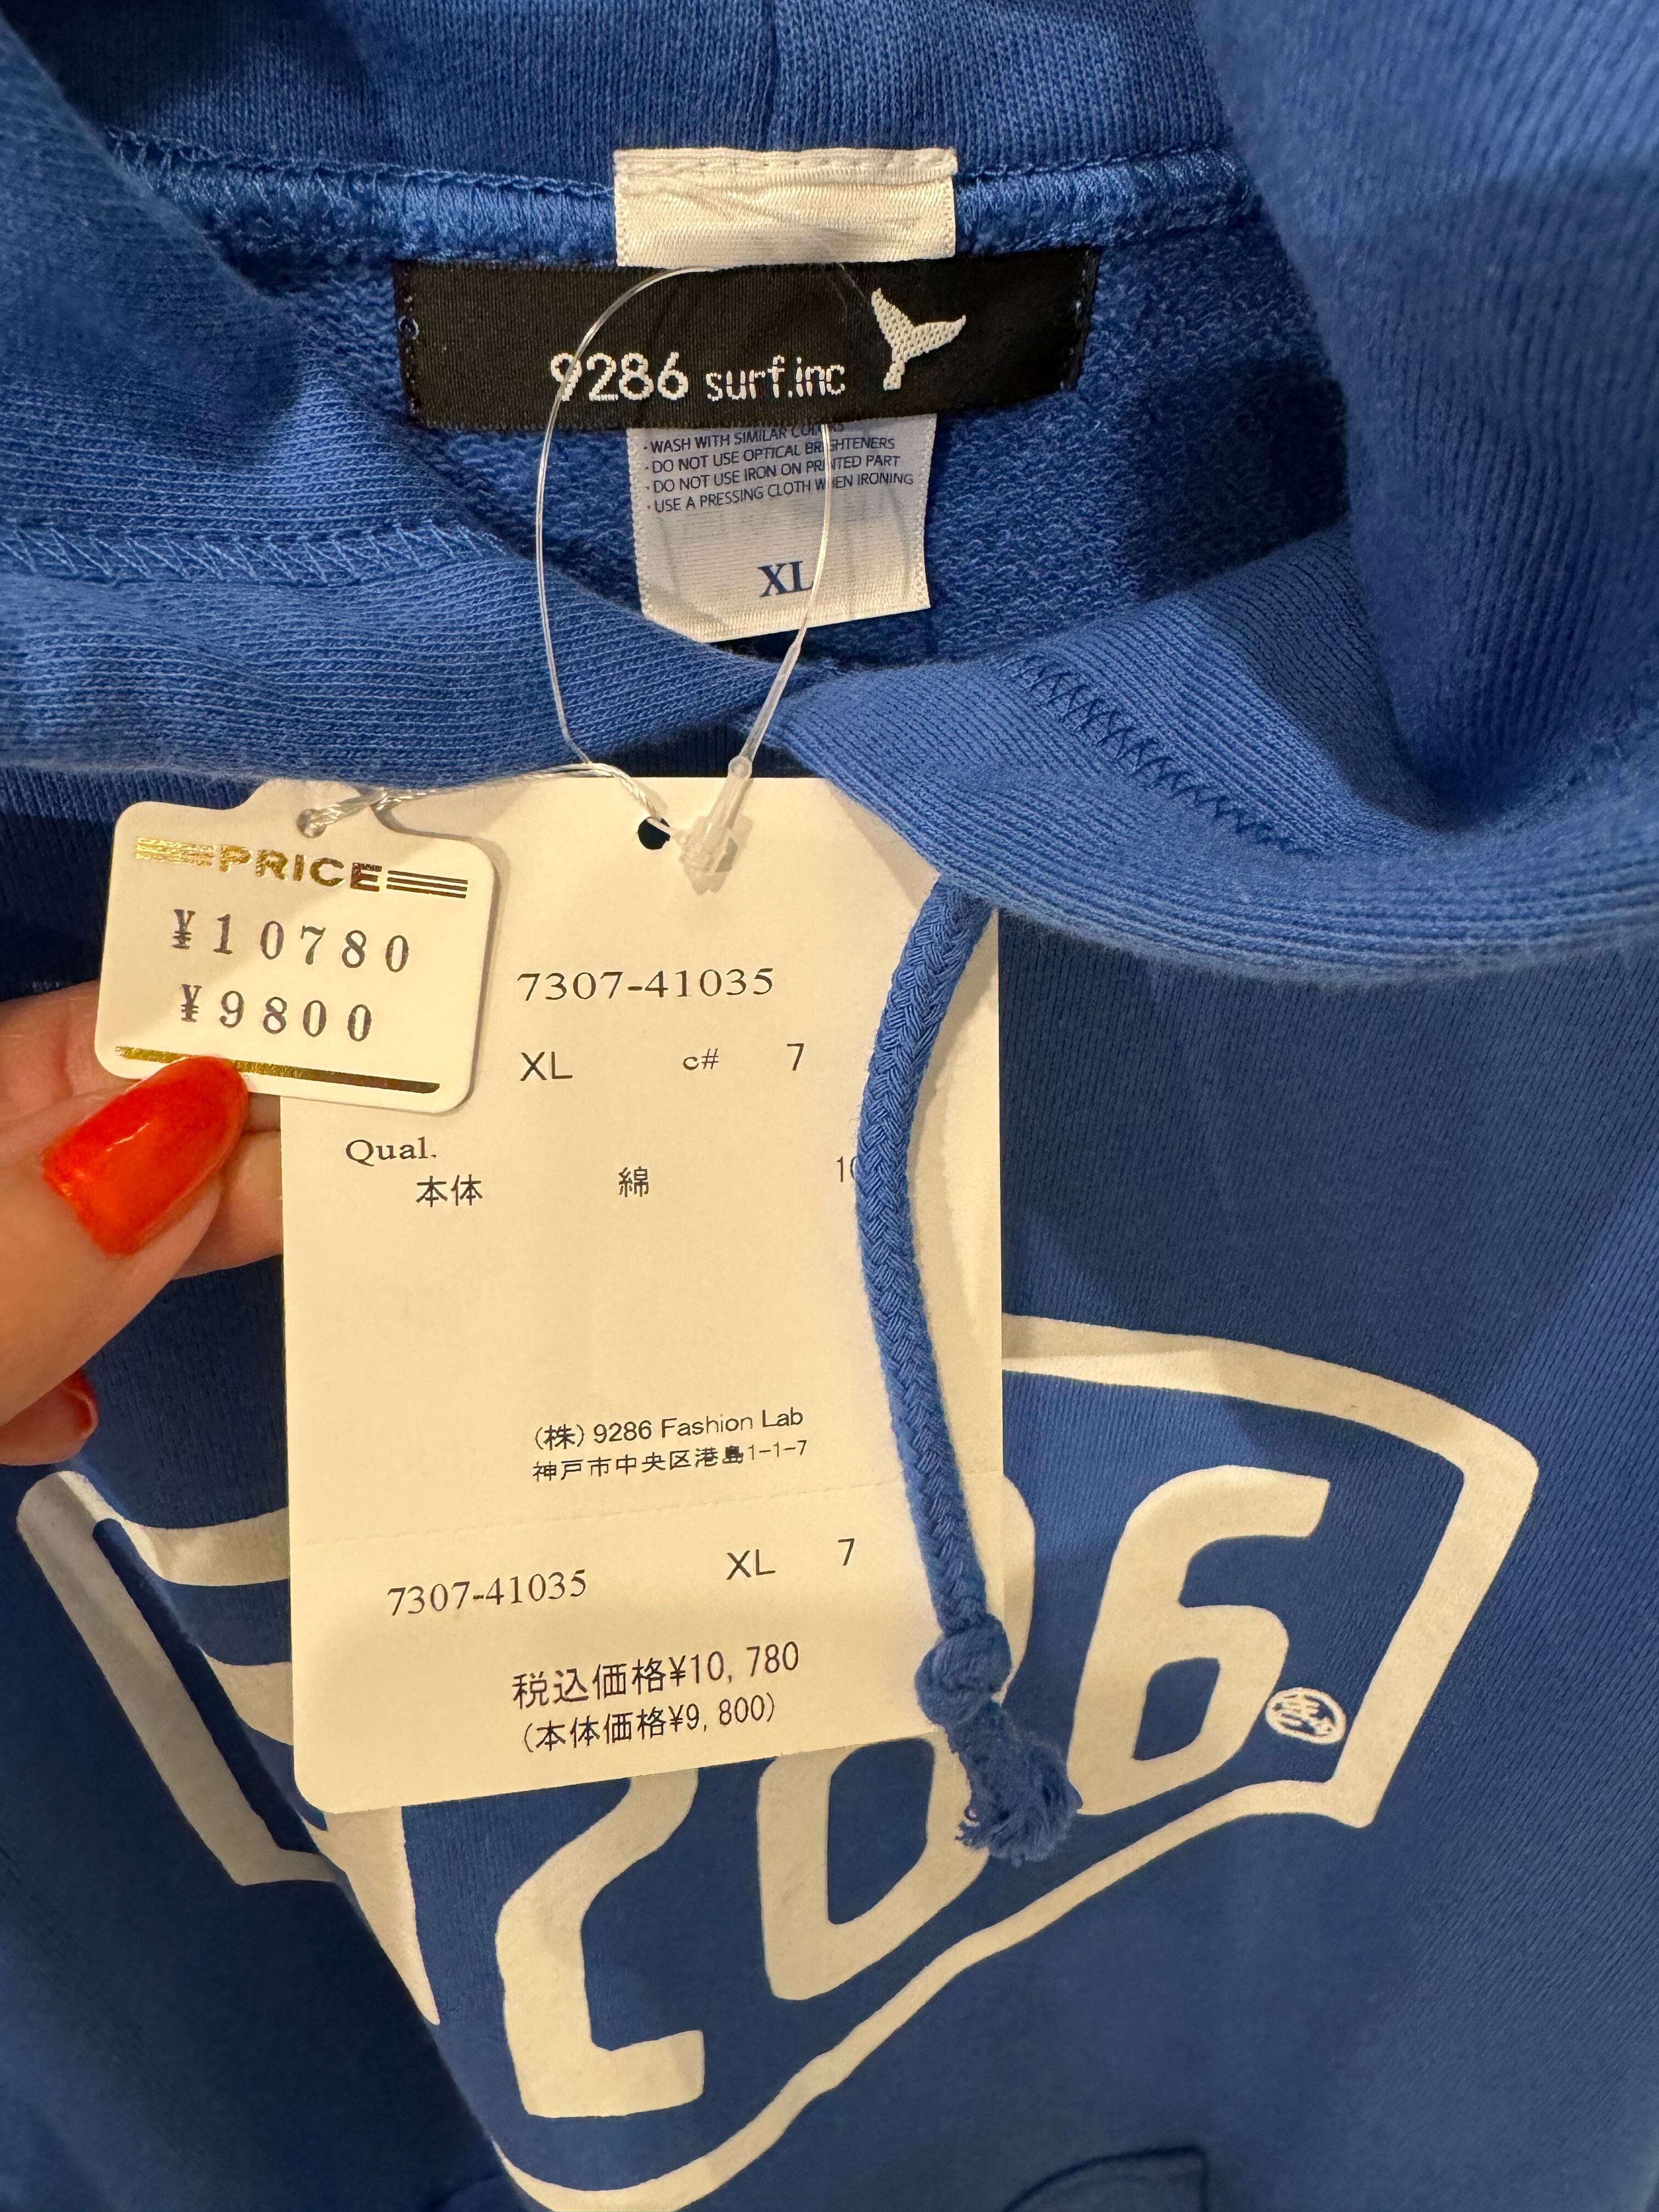 9286 surf.inc
・WASH WITH SIMILAR COLORS
・DO NOT USE OPTICAL BRIGHTENERS
・DO NOT USE IRON ON PRINTED PART
・USE A PRESSING CLOTH WHEN IRONING
XL
PRICE
¥10780
¥9800
7307-41035
XL c# 7
Qual.
本体 綿 10
(株) 9286 Fashion Lab
神戸市中央区港島1-1-7
7307-41035 XL 7
税込価格¥10,780
(本体価格¥9,800)